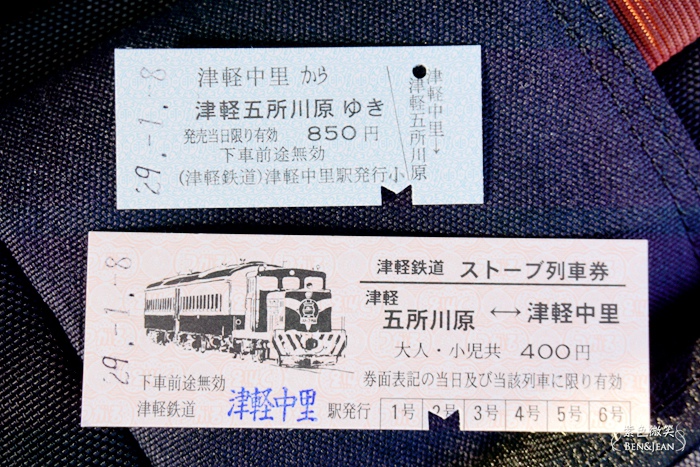 29.-1.-8
津軽中里 から
津軽五所川原 ゆき
発売当日限り有効 850円
下車前途無効
(津軽鉄道)津軽中里駅発行
小
津軽中里→
津軽五所川原
29.-1.-8
津軽鉄道 ストーブ列車券
津軽
五所川原 ↔ 津軽中里
大人・小児共 400円
券面表記の当日及び当該列車に限り有効
下車前途無効
津軽鉄道 津軽中里 駅発行
1号 2号 3号 4号 5号 6号
紫色微笑
BEN&JEAN